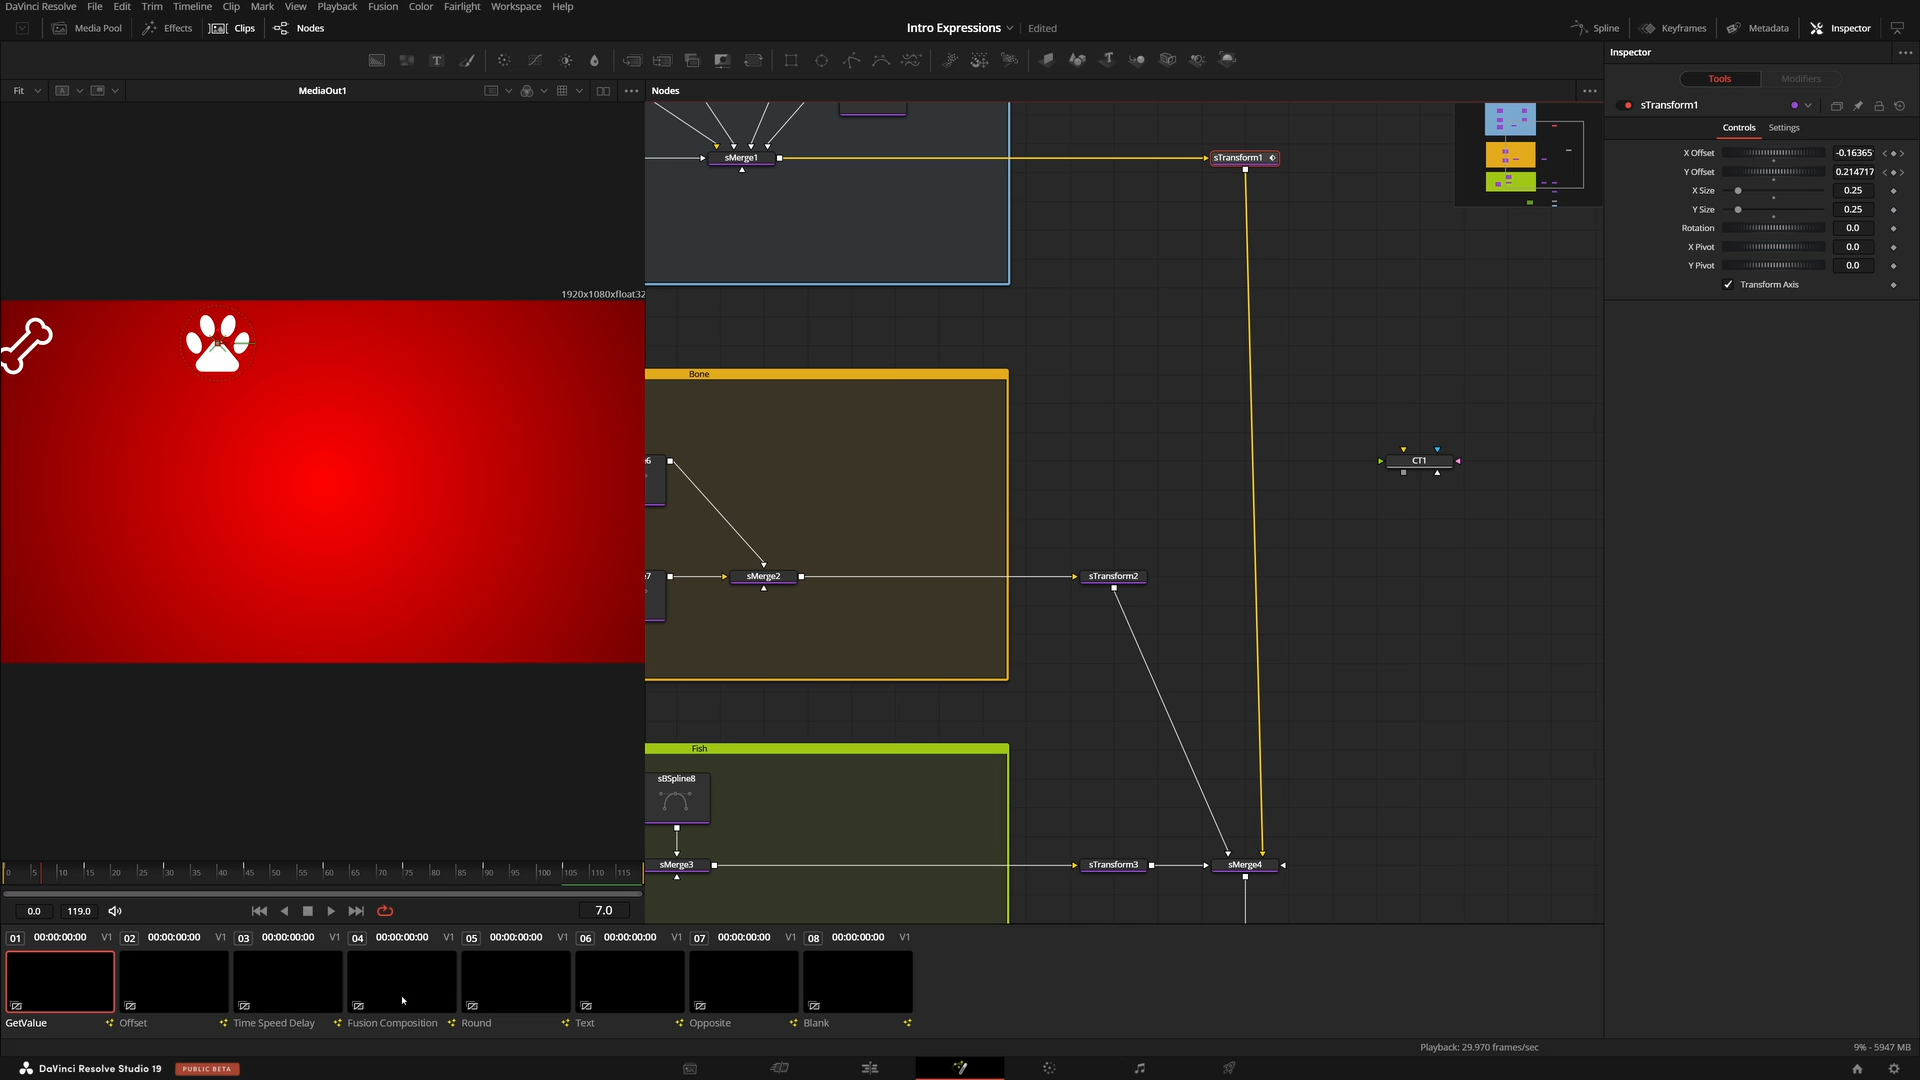 DaVinci Resolve File Edit Trim Timeline Clip Mark View Playback Fusion Color Fairlight Workspace Help
Media Pool Effects Clips Nodes Intro Expressions Edited Spline Keyframes Metadata Inspector
Inspector
Fit MediaOut1 Nodes
Tools Modifiers
sTransform1
Controls Settings
X Offset -0.16365
Y Offset 0.214717
X Size 0.25
Y Size 0.25
Rotation 0.0
X Pivot 0.0
Y Pivot 0.0
Transform Axis
sMerge1 sTransform1
1920x1080xfloat32
Bone
e6 CT1
e7 sMerge2 sTransform2
Fish
sBSpline8
sMerge3 sTransform3 sMerge4
0 5 10 15 20 25 30 35 40 45 50 55 60 65 70 75 80 85 90 95 100 105 110 115
0.0 119.0 7.0
01 00:00:00:00 V1 02 00:00:00:00 V1 03 00:00:00:00 V1 04 00:00:00:00 V1 05 00:00:00:00 V1 06 00:00:00:00 V1 07 00:00:00:00 V1 08 00:00:00:00 V1
GetValue Offset Time Speed Delay Fusion Composition Round Text Opposite Blank
Playback: 29.970 frames/sec 9% - 5947 MB
DaVinci Resolve Studio 19 PUBLIC BETA